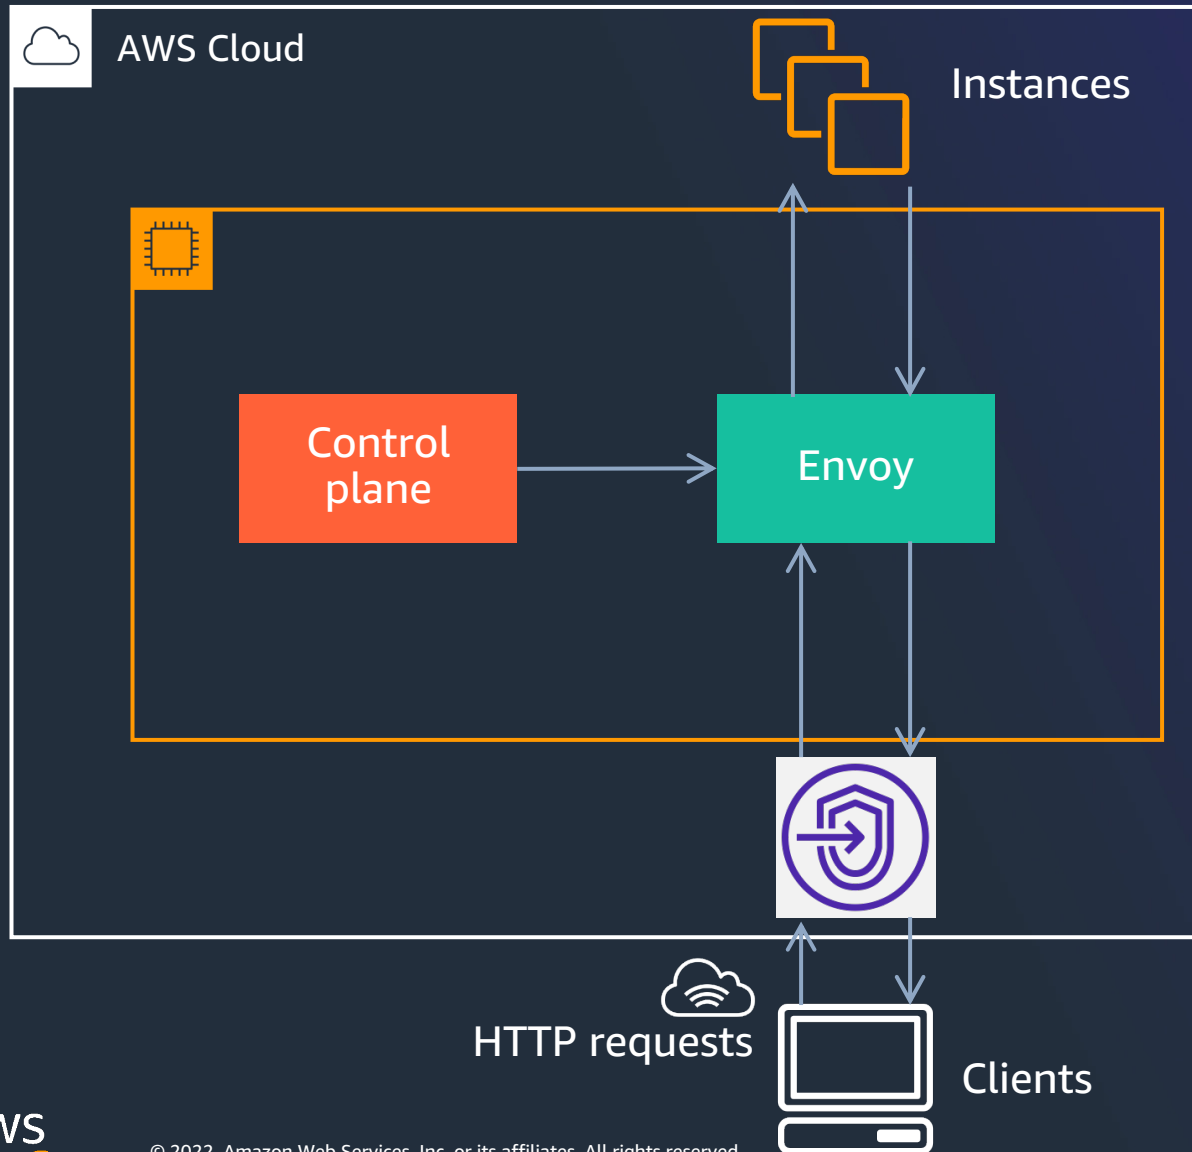 AWS Cloud
Instances
Control
plane
Envoy
HTTP requests
Clients
© 2022, Amazon Web Services, Inc. or its affiliates. All rights reserved.